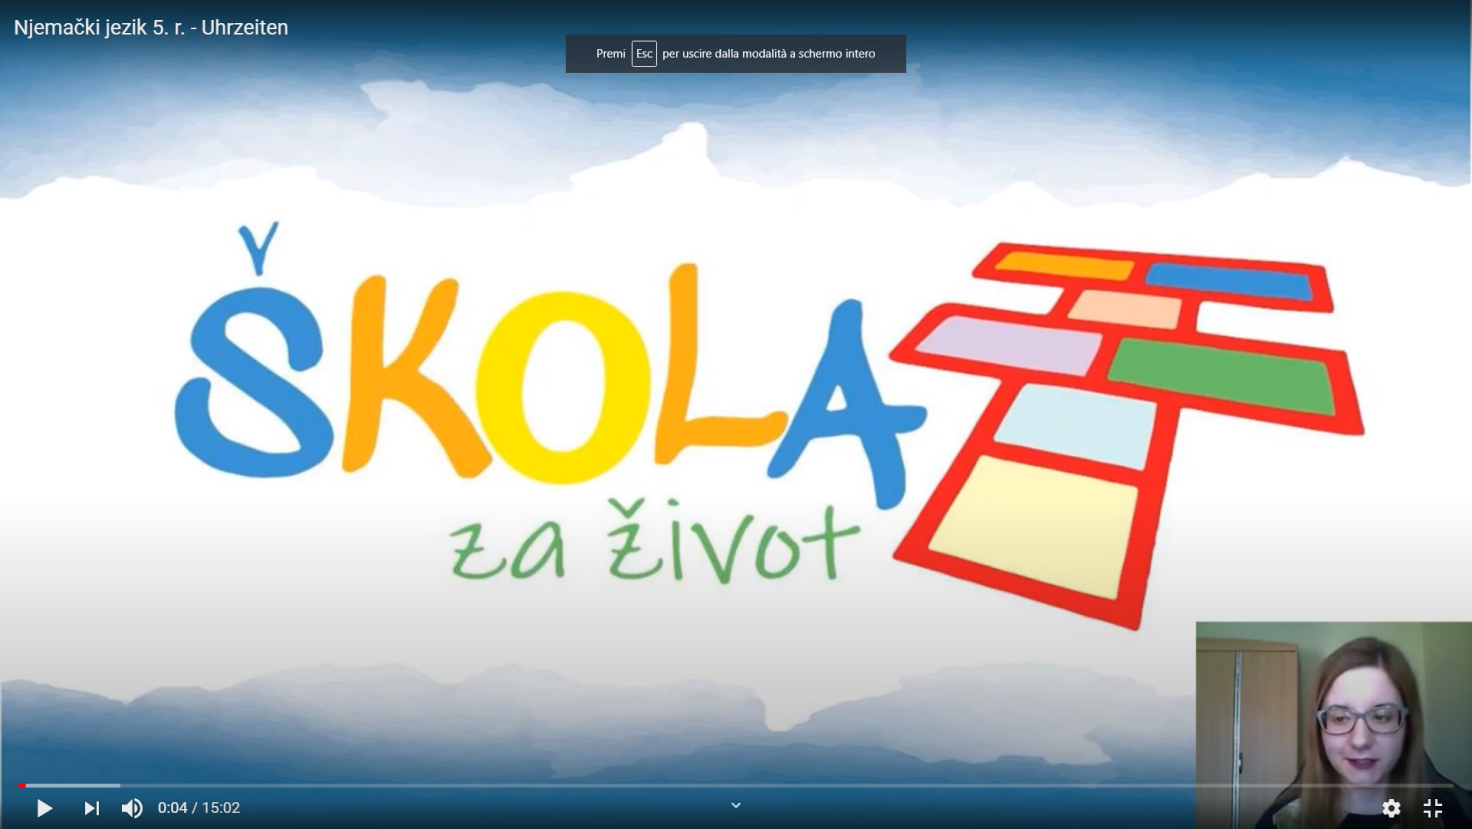 Njemački jezik 5. r. - Uhrzeiten
Premi Esc per uscire dalla modalità a schermo intero
ŠKOLA
za život
0:04 / 15:02